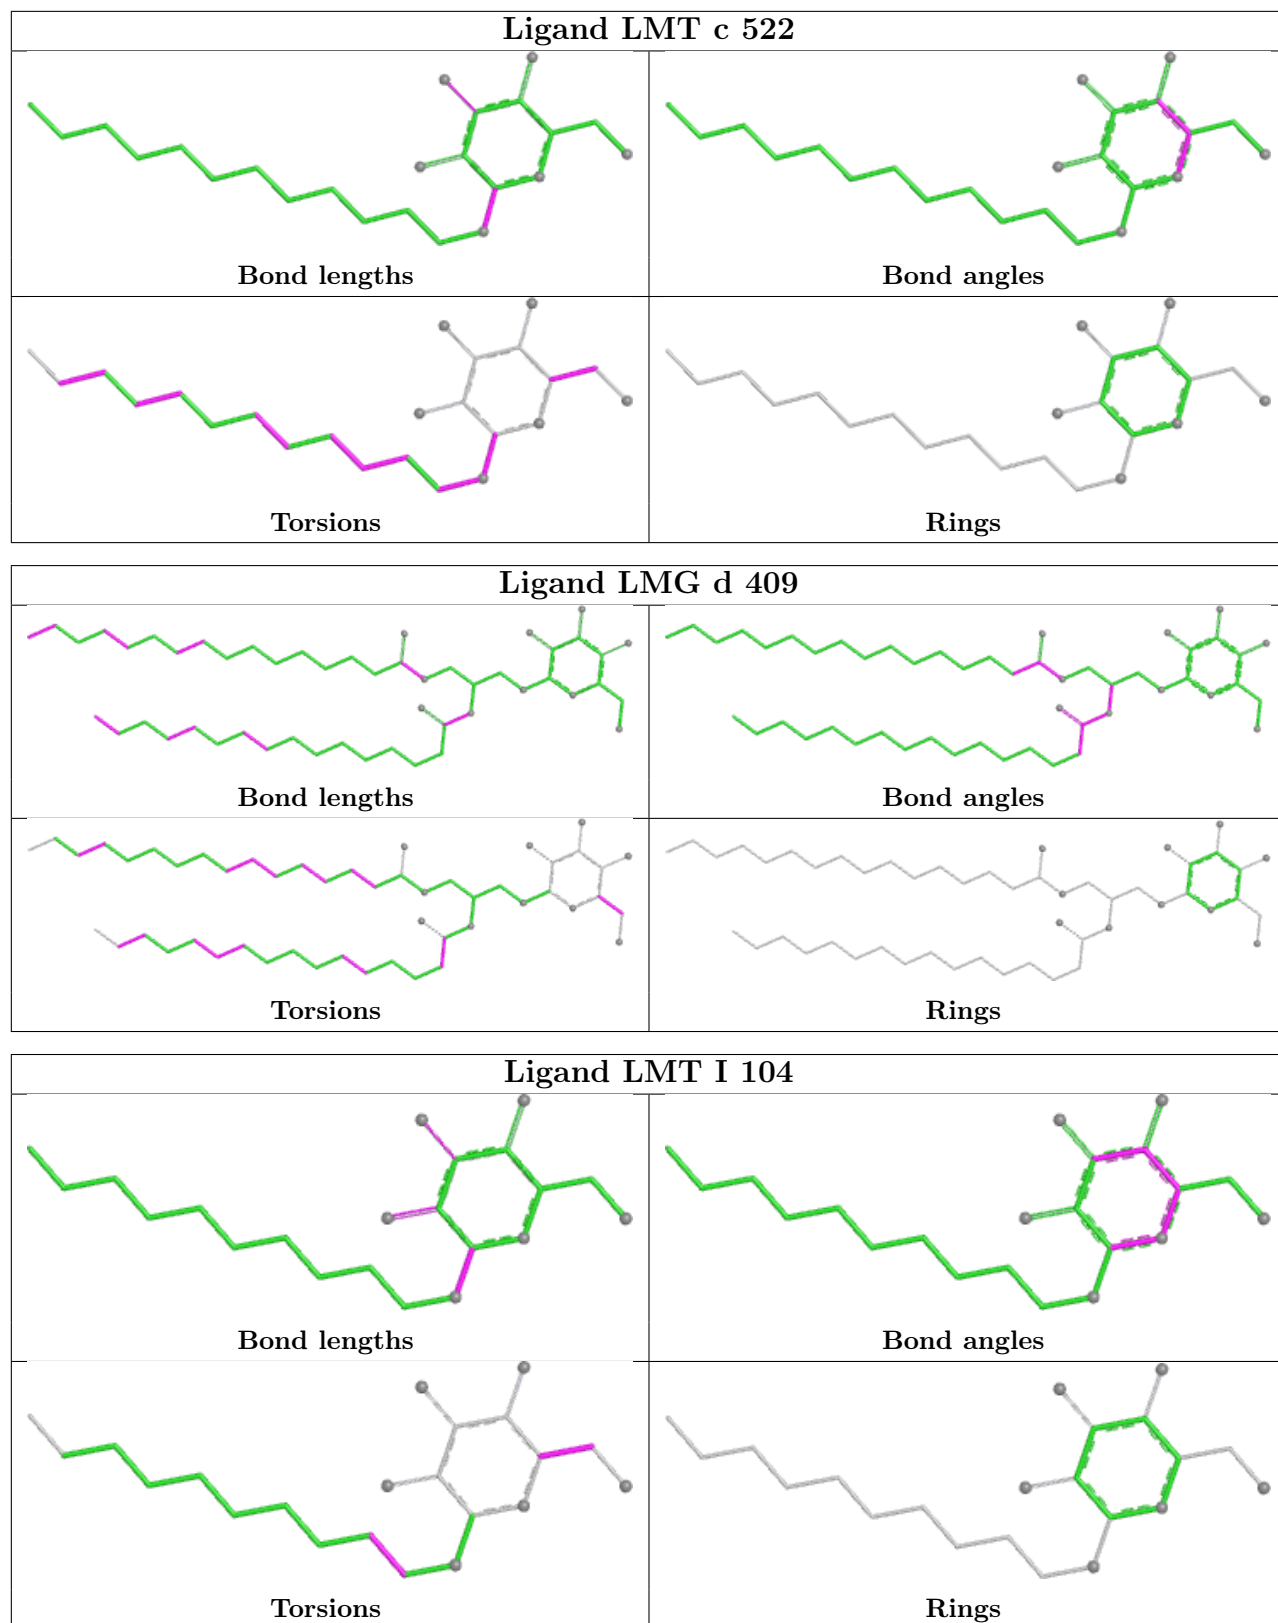 Ligand LMT c 522
Bond lengths
Bond angles
Torsions
Rings
Ligand LMG d 409
Bond lengths
Bond angles
Torsions
Rings
Ligand LMT I 104
Bond lengths
Bond angles
Torsions
Rings